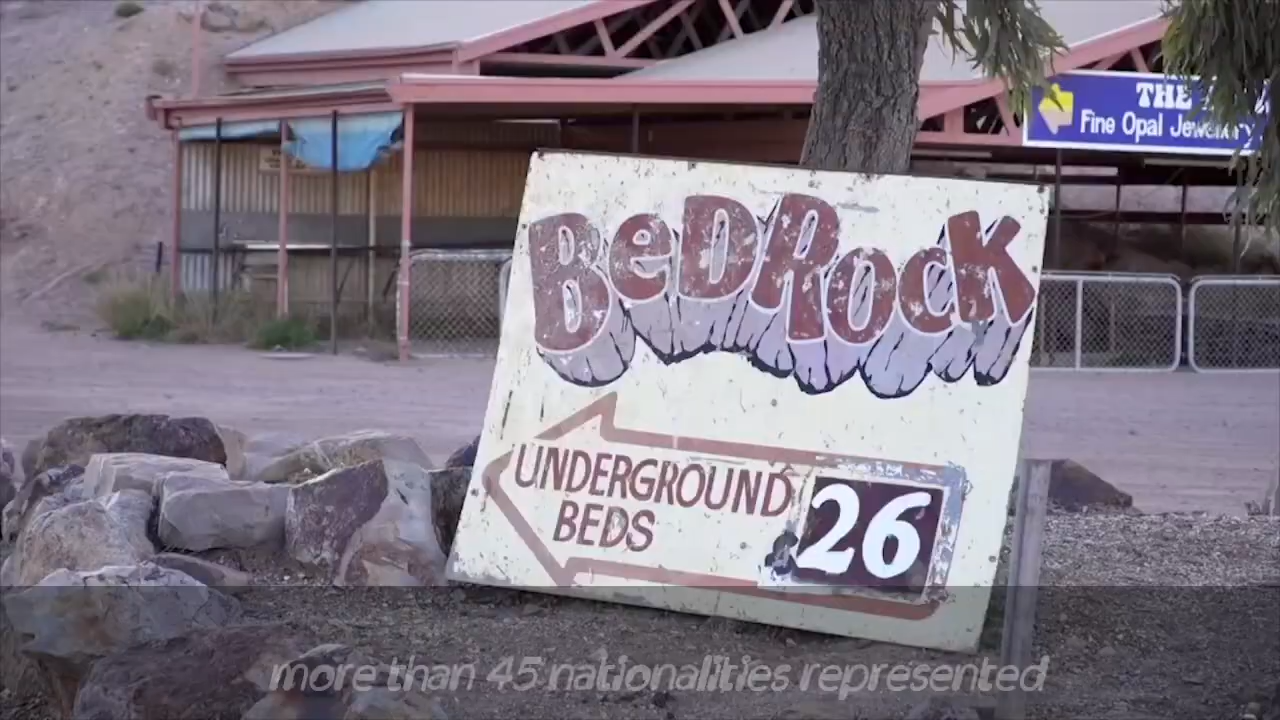 THE
Fine Opal Jewellery
BEDROCK
UNDERGROUND
BEDS
26
more than 45 nationalities represented